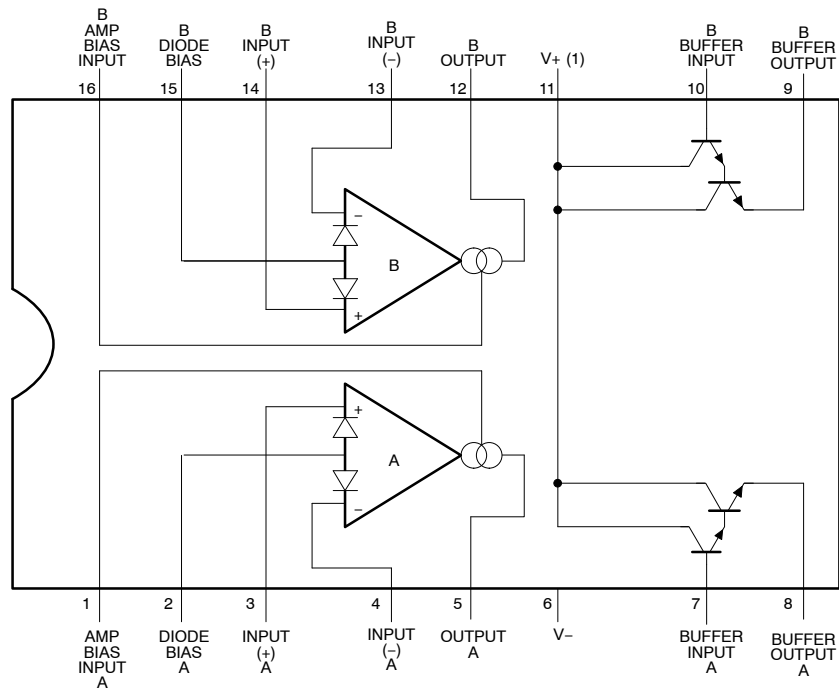 B
AMP
BIAS
INPUT
B
DIODE
BIAS
B
INPUT
(+)
B
INPUT
(−)
B
OUTPUT
V+ (1)
B
BUFFER
INPUT
B
BUFFER
OUTPUT
16
15
14
13
12
11
10
9
−
B
+
+
A
−
1
2
3
4
5
6
7
8
AMP
BIAS
INPUT
A
DIODE
BIAS
A
INPUT
(+)
A
INPUT
(−)
A
OUTPUT
A
V−
BUFFER
INPUT
A
BUFFER
OUTPUT
A